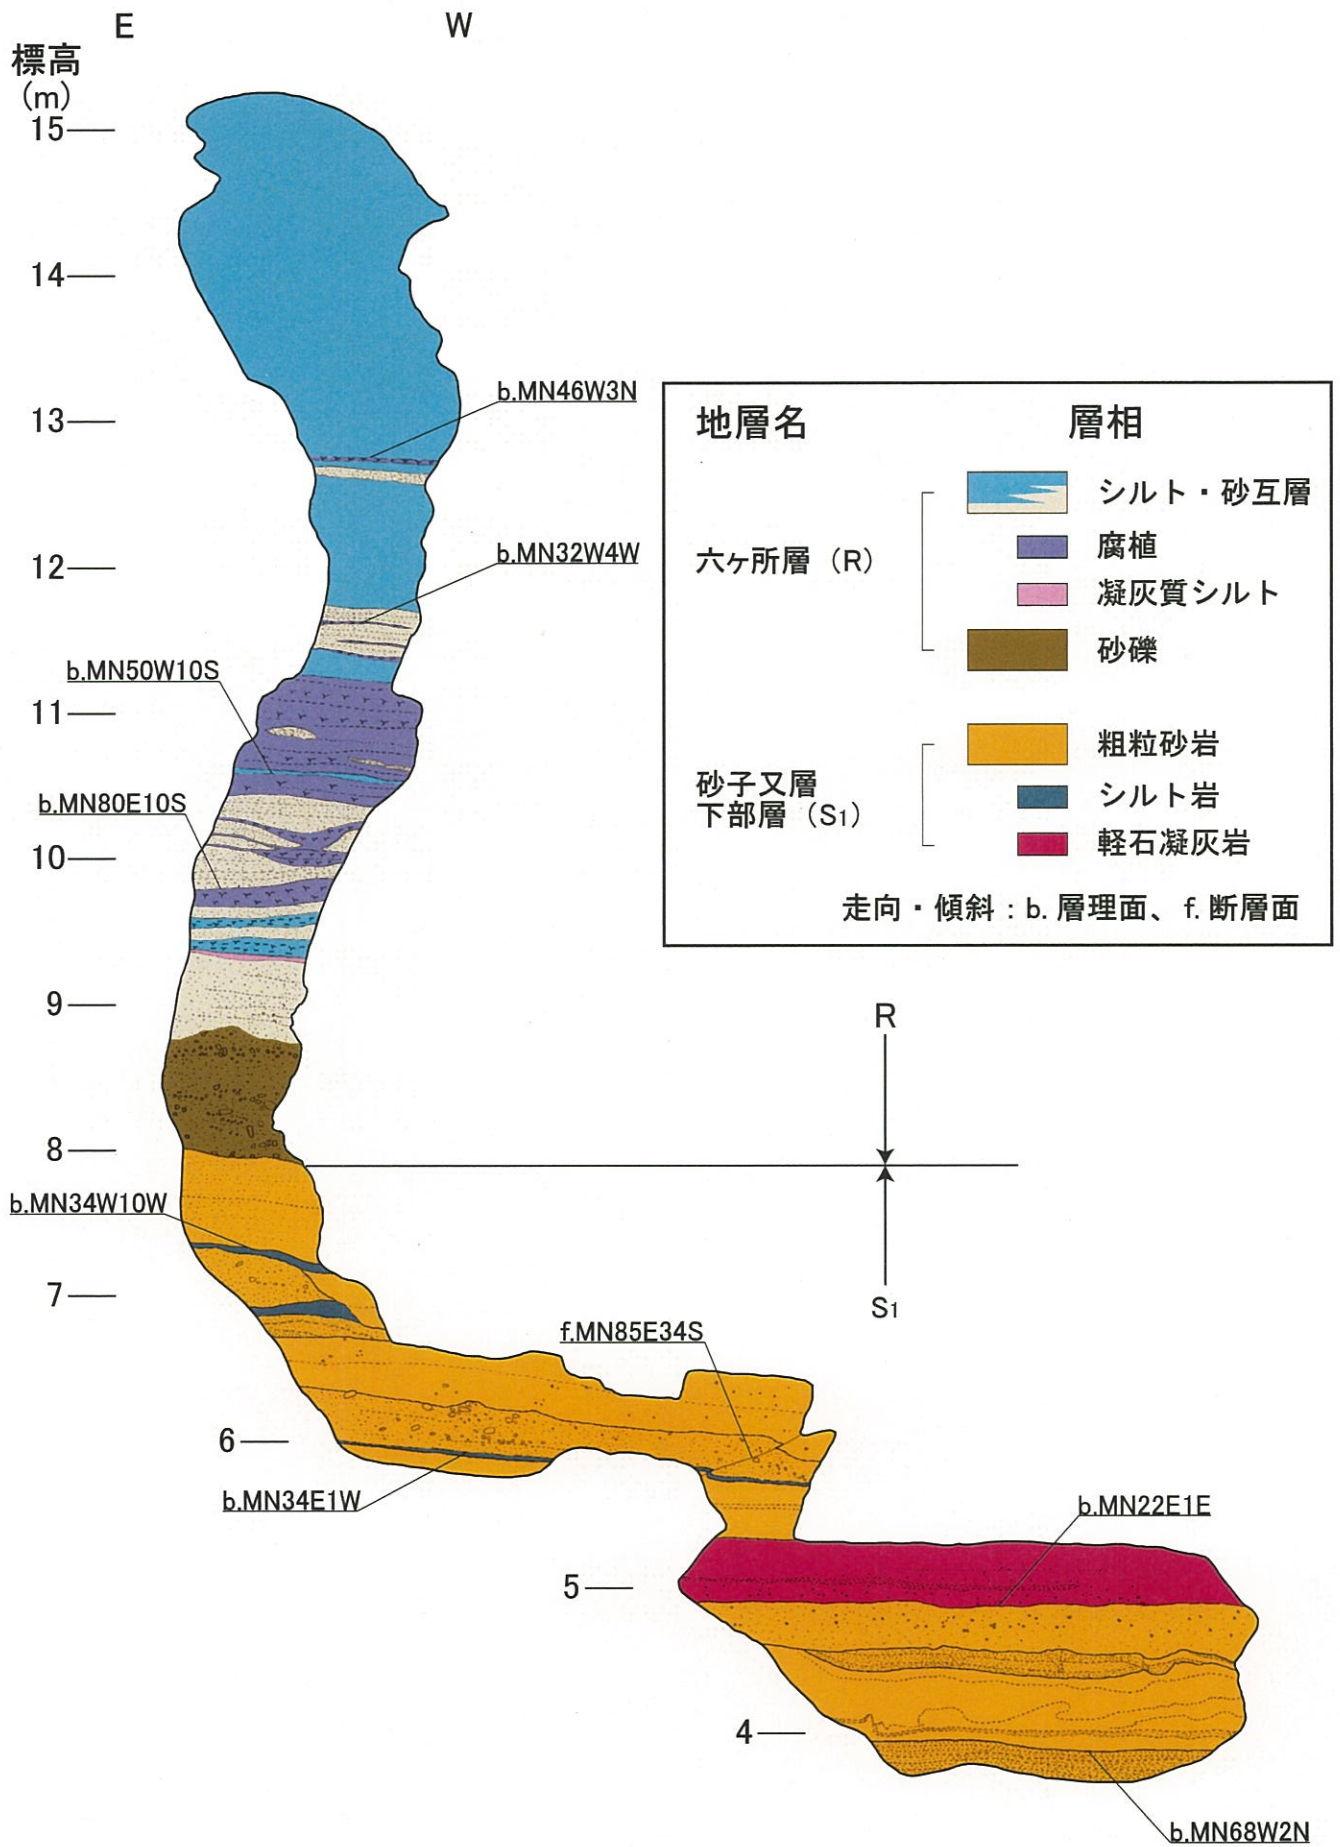 E
W
標高
(m)
15
14
b.MN46W3N
13
b.MN32W4W
12
b.MN50W10S
11
b.MN80E10S
10
9
8
b.MN34W10W
7
f.MN85E34S
6
b.MN34E1W
b.MN22E1E
5
4
b.MN68W2N
地層名 層相
シルト・砂互層
腐植
六ヶ所層 (R)
凝灰質シルト
砂礫
粗粒砂岩
砂子又層
下部層 (S1)
シルト岩
軽石凝灰岩
走向・傾斜 : b. 層理面、 f. 断層面
R
S1